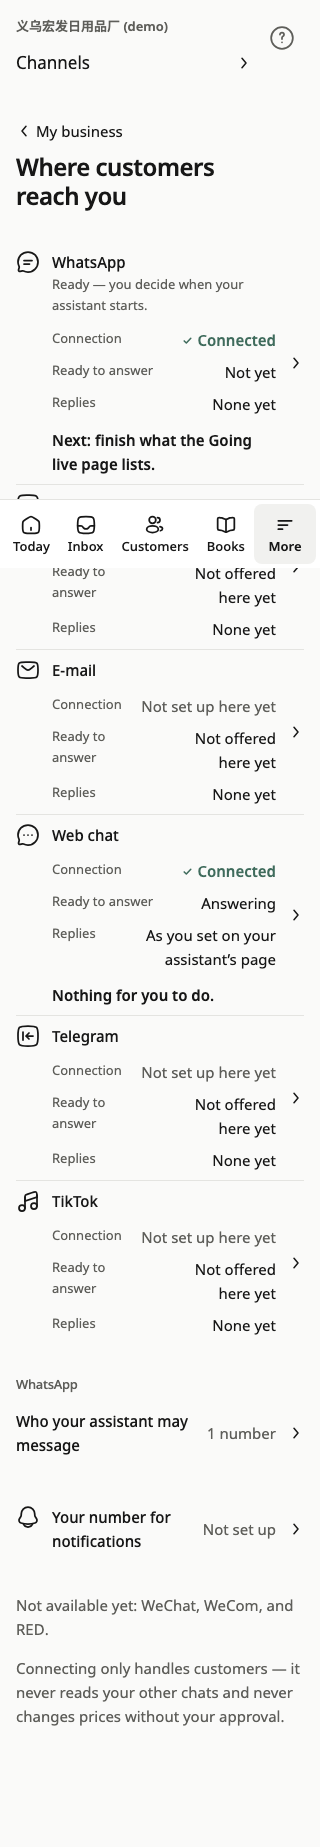 义乌宏发日用品厂 (demo)
Channels
My business
Where customers
reach you
WhatsApp
Ready — you decide when your
assistant starts.
Connection
Connected
Ready to answer
Not yet
Replies
None yet
Next: finish what the Going
live page lists.
Today
Inbox
Customers
Books
More
Ready to
answer
Not offered
here yet
Replies
None yet
E-mail
Connection
Not set up here yet
Ready to
answer
Not offered
here yet
Replies
None yet
Web chat
Connection
Connected
Ready to answer
Answering
Replies
As you set on your
assistant's page
Nothing for you to do.
Telegram
Connection
Not set up here yet
Ready to
answer
Not offered
here yet
Replies
None yet
TikTok
Connection
Not set up here yet
Ready to
answer
Not offered
here yet
Replies
None yet
WhatsApp
Who your assistant may
message
1 number
Your number for
notifications
Not set up
Not available yet: WeChat, WeCom, and
RED.
Connecting only handles customers — it
never reads your other chats and never
changes prices without your approval.